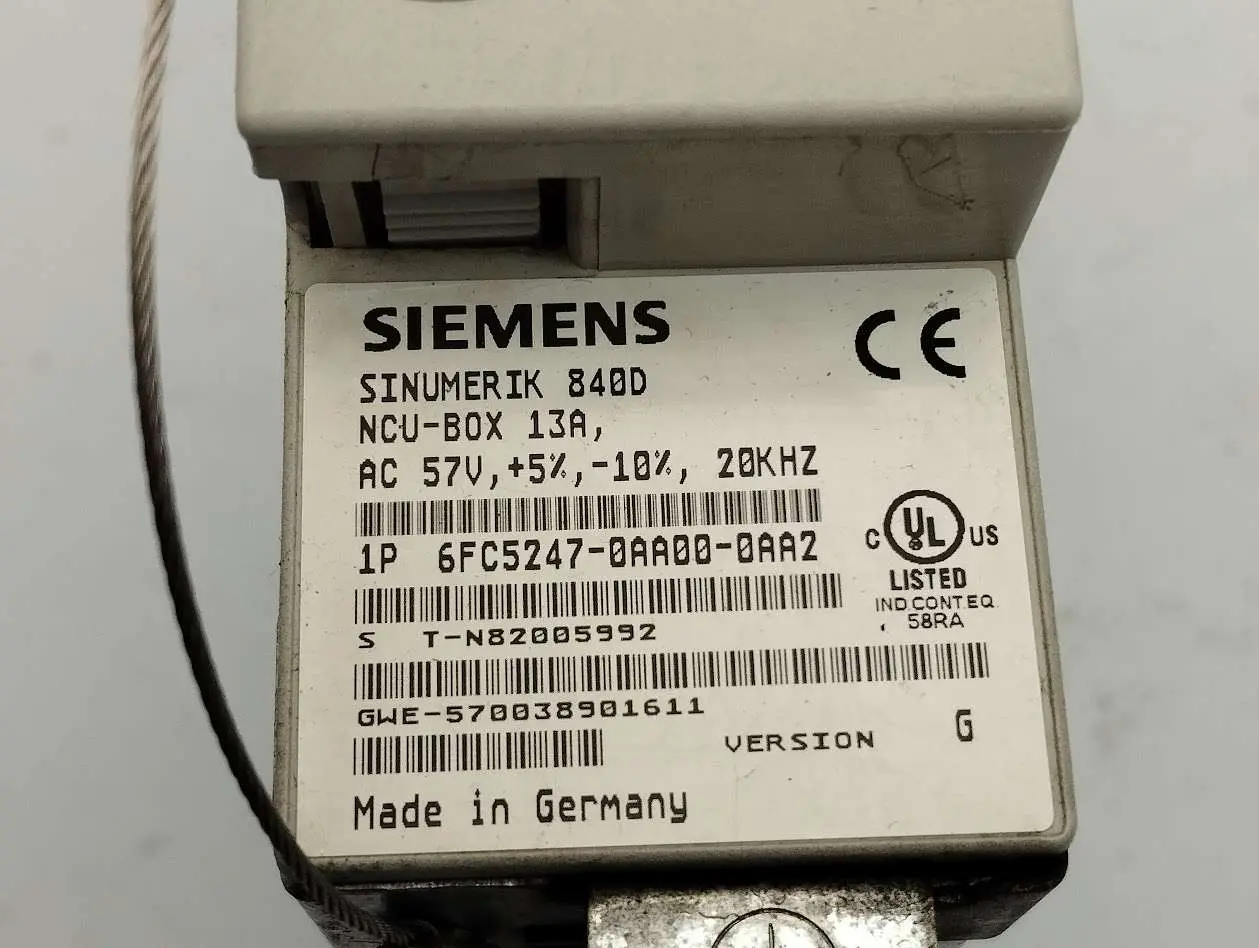 SIEMENS
CE
SINUMERIK 840D
NCU-BOX 13A,
AC 57V,+5%,-10%, 20KHZ
1P 6FC5247-0AA00-0AA2
C UL US
LISTED
IND.CONT.EQ.
58RA
S T-N82005992
GWE-570038901611
VERSION G
Made in Germany